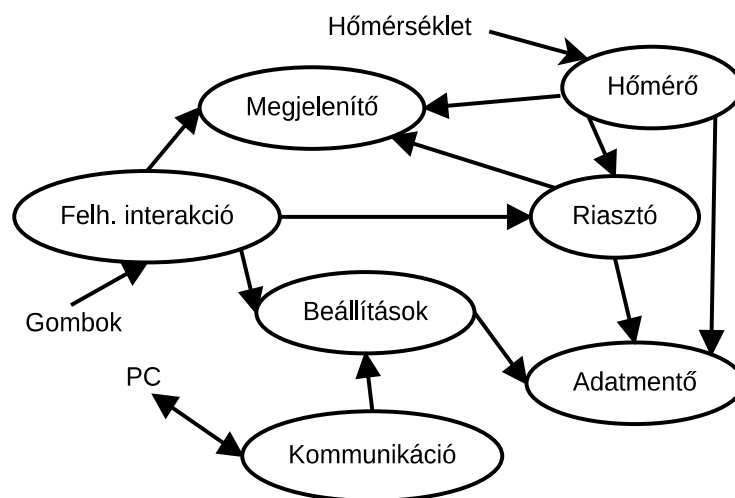 Hőmérséklet
Hőmérő
Megjelenítő
Felh. interakció
Riasztó
Gombok
Beállítások
PC
Adatmentő
Kommunikáció